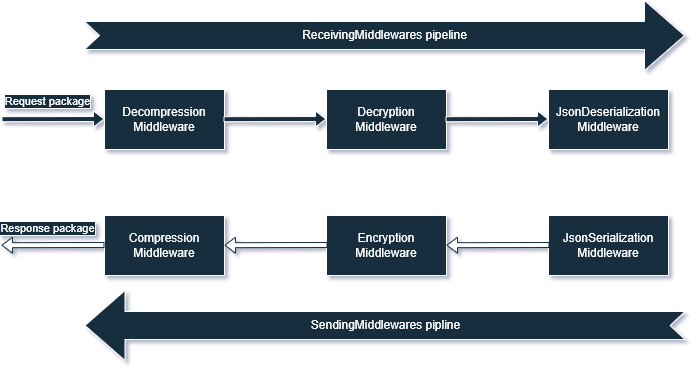 ReceivingMiddlewares pipeline
Request package
Decompression
Middleware
Decryption
Middleware
JsonDeserialization
Middleware
Response package
Compression
Middleware
Encryption
Middleware
JsonSerialization
Middleware
SendingMiddlewares pipline